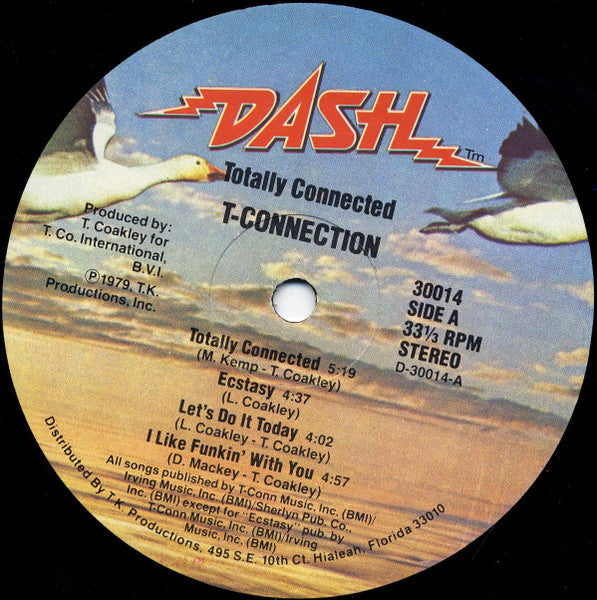 DASH
Tm
Totally Connected
T-CONNECTION
Produced by:
T. Coakley for
T. Co. International,
B.V.I.
℗1979, T.K.
Productions, Inc.
30014
SIDE A
33⅓ RPM
STEREO
D-30014-A
Totally Connected 5:19
(M. Kemp - T. Coakley)
Ecstasy 4:37
(L. Coakley)
Let's Do It Today 4:02
(L. Coakley - T. Coakley)
I Like Funkin' With You 4:57
(D. Mackey - T. Coakley)
All songs published by T-Conn Music, Inc. (BMI)/
Irving Music, Inc. (BMI)/Sherlyn Pub. Co.,
Inc. (BMI) except for "Ecstasy" pub. by
T-Conn Music, Inc. (BMI)/Irving
Music, Inc. (BMI)
Distributed By T.K. Productions, 495 S.E. 10th Ct. Hialeah, Florida 33010